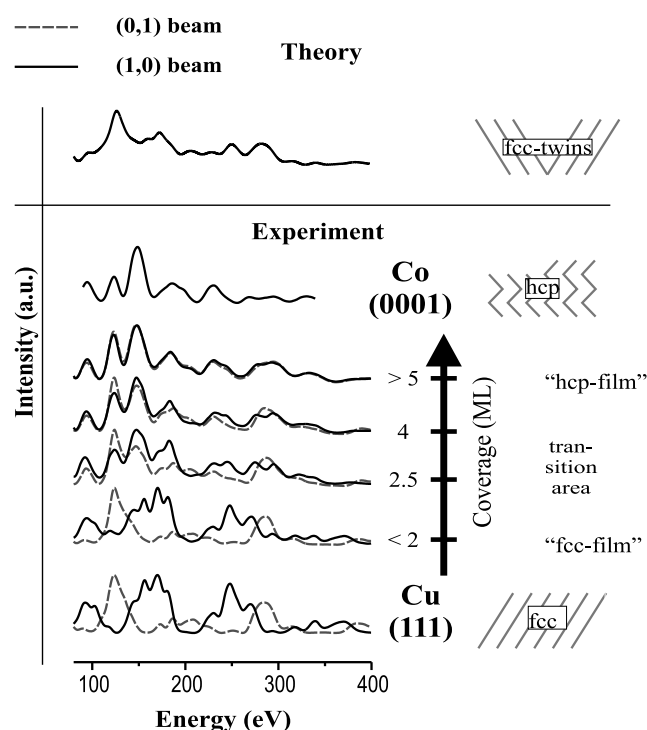 (0,1) beam
(1,0) beam
Theory
fcc-twins
Experiment
Co
(0001)
hcp
> 5
"hcp-film"
4
tran-
sition
area
2.5
< 2
"fcc-film"
Cu
(111)
fcc
Coverage (ML)
Intensity (a.u.)
100 200 300 400
Energy (eV)